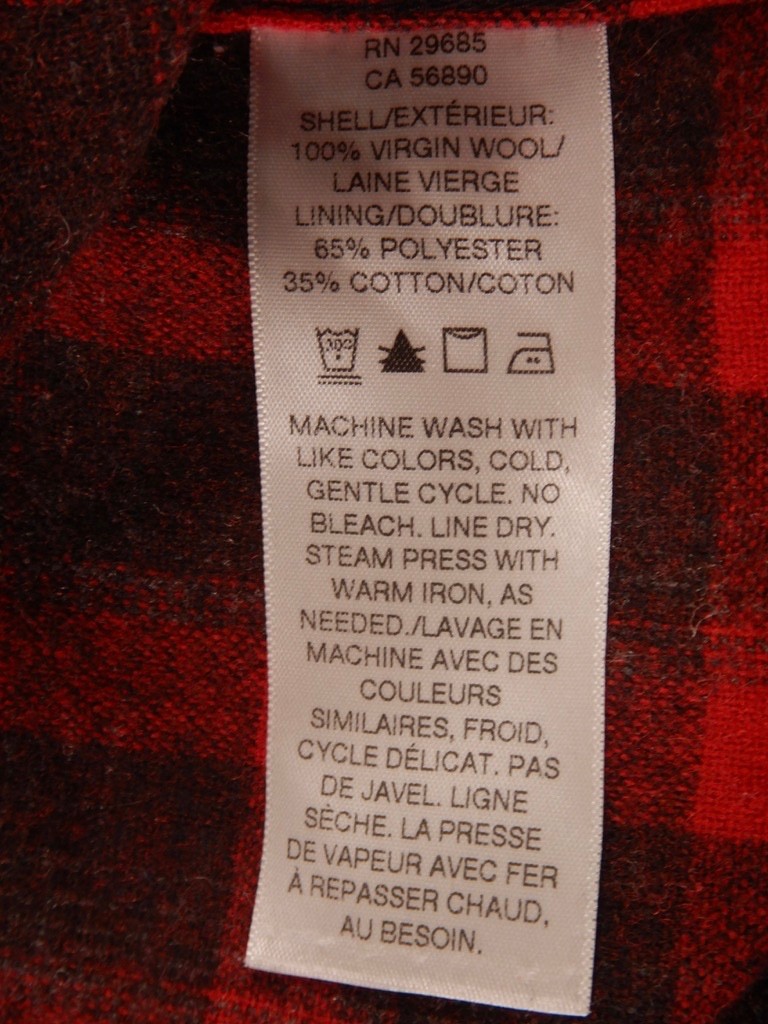 RN 29685
CA 56890
SHELL/EXTÉRIEUR:
100% VIRGIN WOOL/
LAINE VIERGE
LINING/DOUBLURE:
65% POLYESTER
35% COTTON/COTON
30C
MACHINE WASH WITH
LIKE COLORS, COLD,
GENTLE CYCLE. NO
BLEACH. LINE DRY.
STEAM PRESS WITH
WARM IRON, AS
NEEDED./LAVAGE EN
MACHINE AVEC DES
COULEURS
SIMILAIRES, FROID,
CYCLE DÉLICAT. PAS
DE JAVEL. LIGNE
SÈCHE. LA PRESSE
DE VAPEUR AVEC FER
À REPASSER CHAUD,
AU BESOIN.